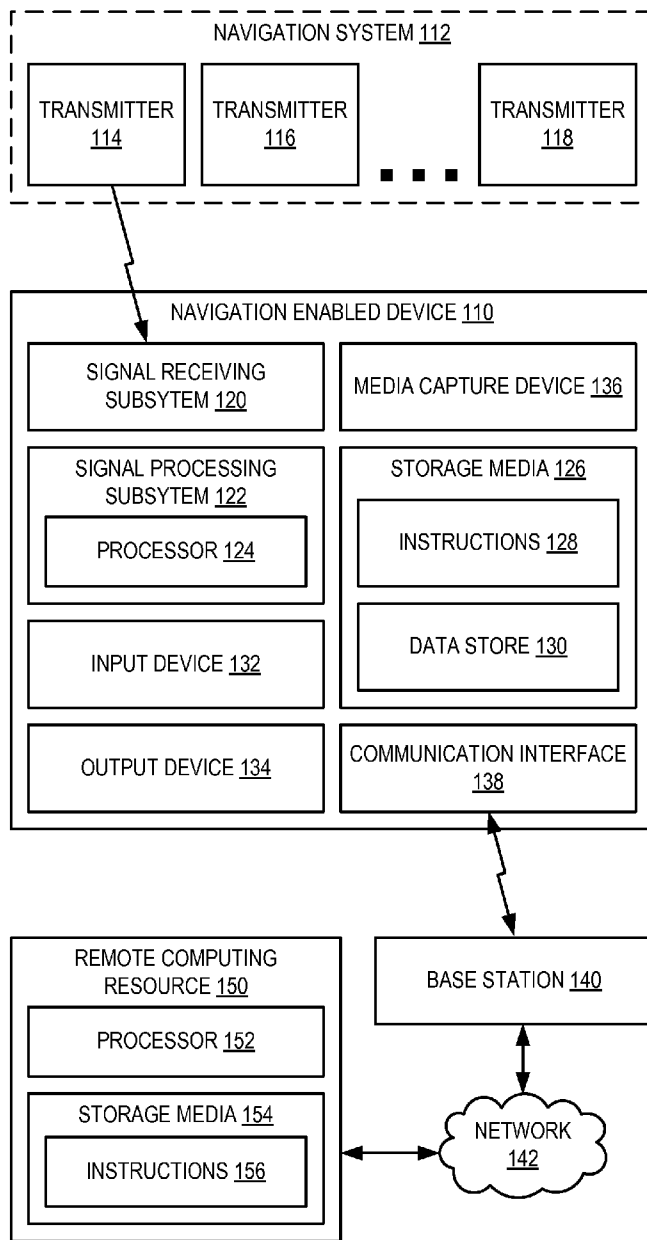 NAVIGATION SYSTEM 112
TRANSMITTER
114
TRANSMITTER
116
TRANSMITTER
118
NAVIGATION ENABLED DEVICE 110
SIGNAL RECEIVING
SUBSYTEM 120
MEDIA CAPTURE DEVICE 136
SIGNAL PROCESSING
SUBSYTEM 122
PROCESSOR 124
STORAGE MEDIA 126
INSTRUCTIONS 128
DATA STORE 130
INPUT DEVICE 132
OUTPUT DEVICE 134
COMMUNICATION INTERFACE
138
REMOTE COMPUTING
RESOURCE 150
PROCESSOR 152
STORAGE MEDIA 154
INSTRUCTIONS 156
BASE STATION 140
NETWORK
142